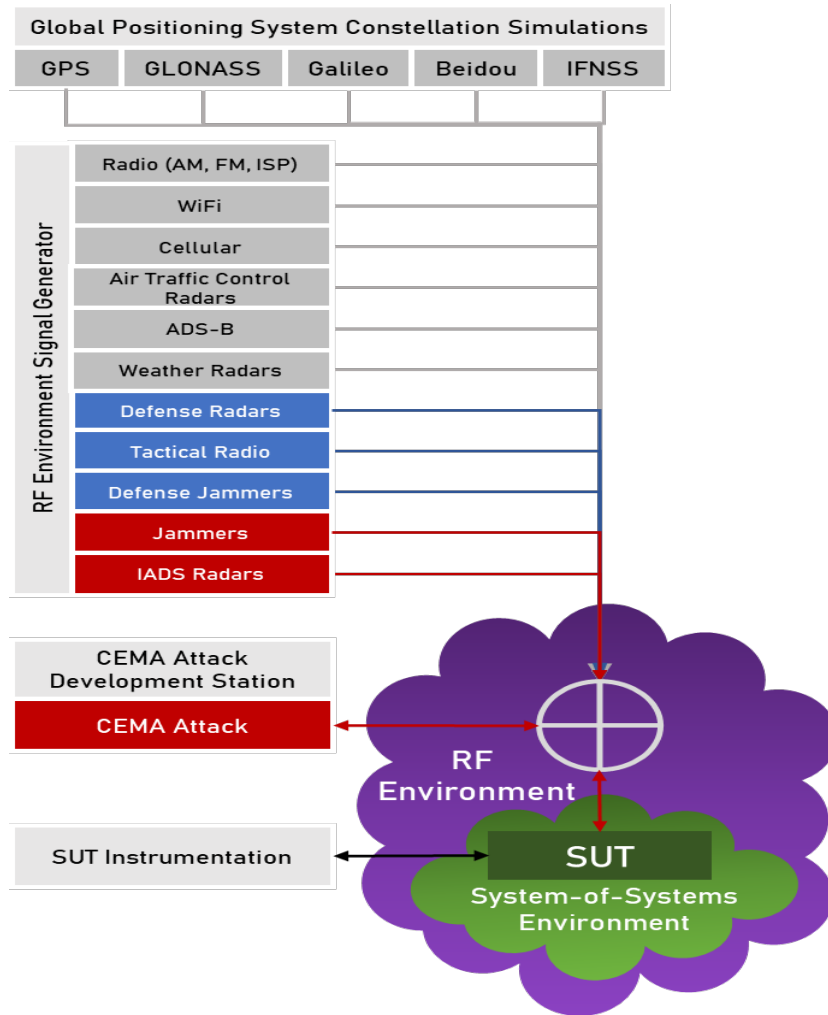 Global Positioning System Constellation Simulations
GPS
GLONASS
Galileo
Beidou
IFNSS
RF Environment Signal Generator
Radio (AM, FM, ISP)
WiFi
Cellular
Air Traffic Control
Radars
ADS-B
Weather Radars
Defense Radars
Tactical Radio
Defense Jammers
Jammers
IADS Radars
CEMA Attack
Development Station
CEMA Attack
RF
Environment
SUT Instrumentation
SUT
System-of-Systems
Environment